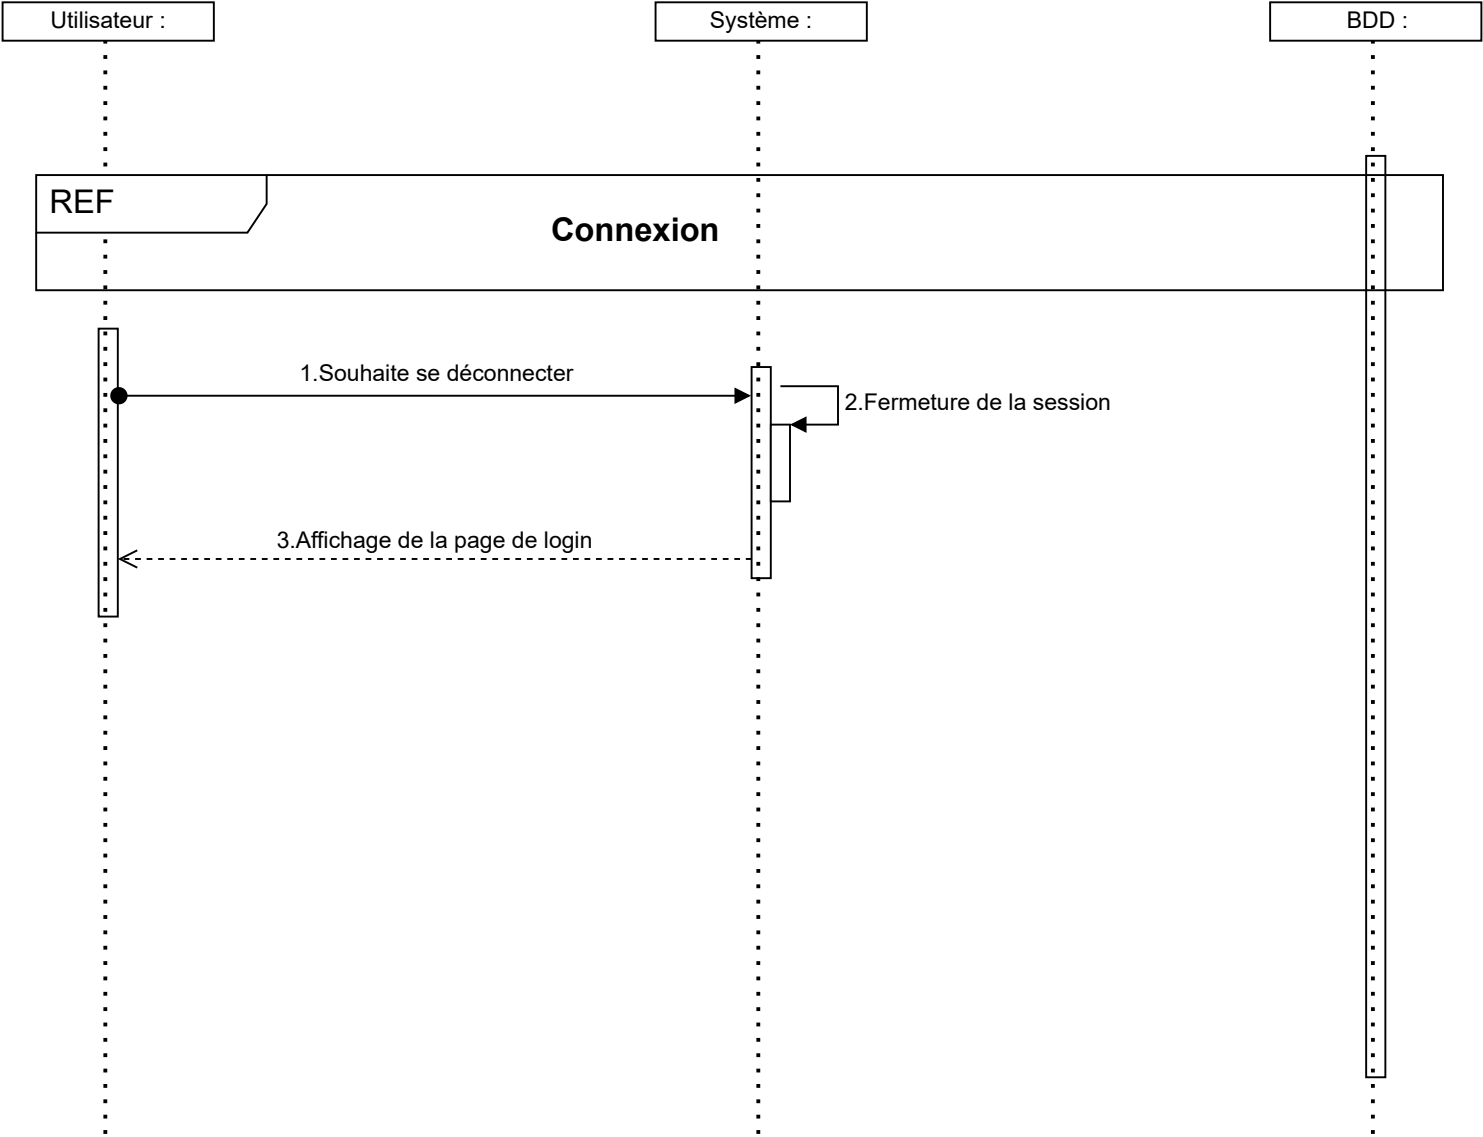 Utilisateur :
Système :
BDD :
REF
Connexion
1.Souhaite se déconnecter
2.Fermeture de la session
3.Affichage de la page de login